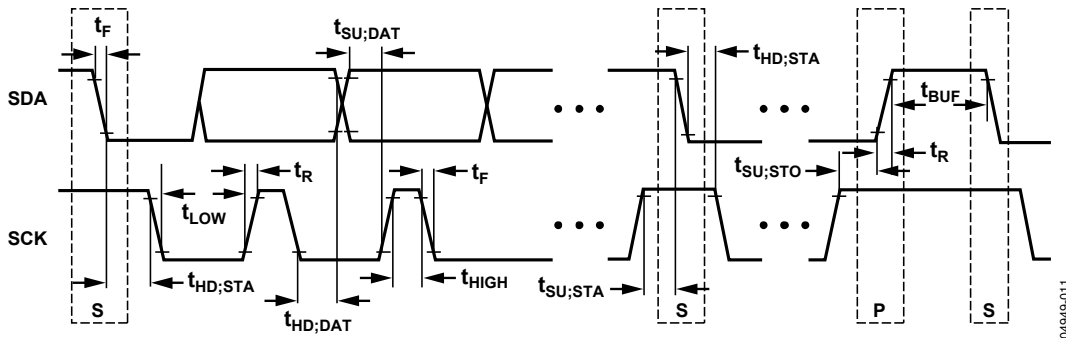 tF
tSU;DAT
tHD;STA
SDA
tBUF
tR
tF
tSU;STO
tR
tLOW
SCK
tHD;STA
tHIGH
tSU;STA
tHD;DAT
S
S
P
S
04949-011